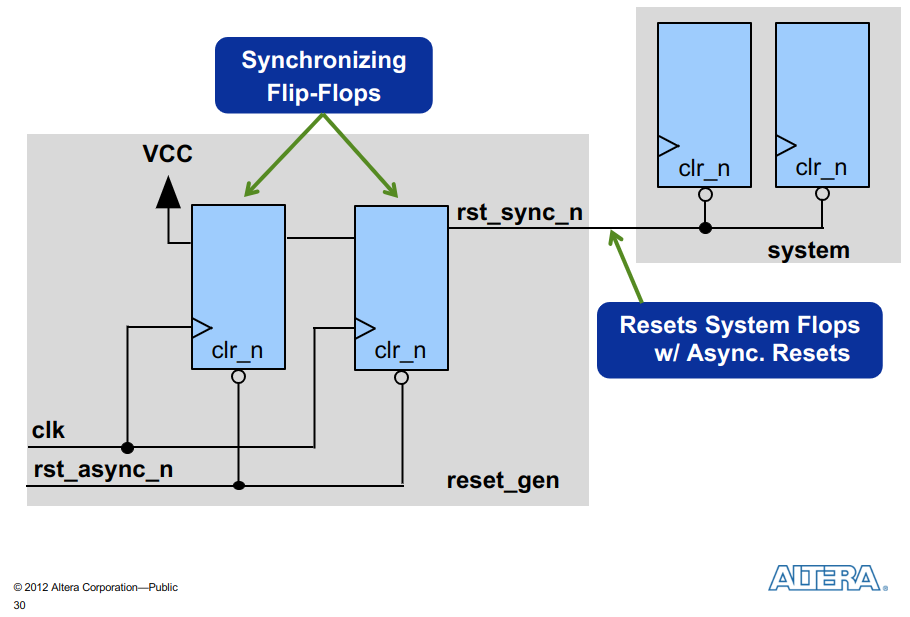 Synchronizing
Flip-Flops
VCC
clr_n
clr_n
rst_sync_n
clr_n
clr_n
system
Resets System Flops
w/ Async. Resets
clk
rst_async_n
reset_gen
© 2012 Altera Corporation—Public
30
ALTERA®